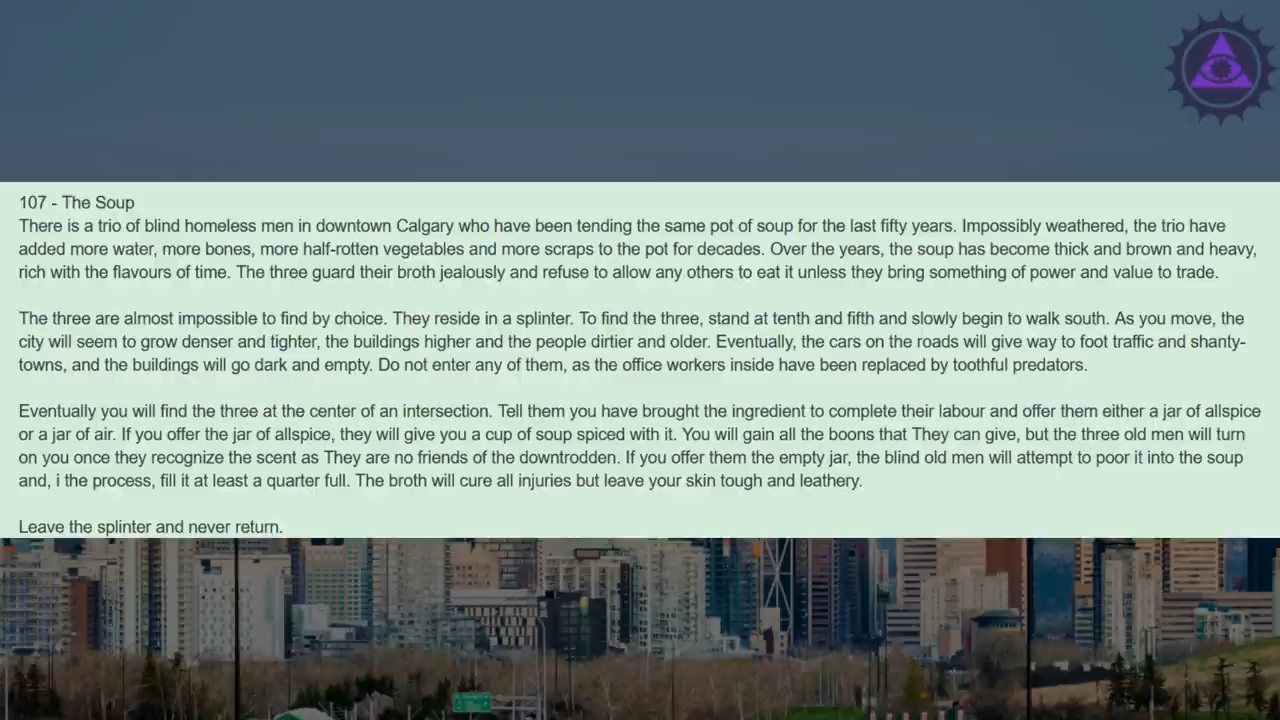 107 - The Soup
There is a trio of blind homeless men in downtown Calgary who have been tending the same pot of soup for the last fifty years. Impossibly weathered, the trio have
added more water, more bones, more half-rotten vegetables and more scraps to the pot for decades. Over the years, the soup has become thick and brown and heavy,
rich with the flavours of time. The three guard their broth jealously and refuse to allow any others to eat it unless they bring something of power and value to trade.
The three are almost impossible to find by choice. They reside in a splinter. To find the three, stand at tenth and fifth and slowly begin to walk south. As you move, the
city will seem to grow denser and tighter, the buildings higher and the people dirtier and older. Eventually, the cars on the roads will give way to foot traffic and shanty-
towns, and the buildings will go dark and empty. Do not enter any of them, as the office workers inside have been replaced by toothful predators.
Eventually you will find the three at the center of an intersection. Tell them you have brought the ingredient to complete their labour and offer them either a jar of allspice
or a jar of air. If you offer the jar of allspice, they will give you a cup of soup spiced with it. You will gain all the boons that They can give, but the three old men will turn
on you once they recognize the scent as They are no friends of the downtrodden. If you offer them the empty jar, the blind old men will attempt to poor it into the soup
and, i the process, fill it at least a quarter full. The broth will cure all injuries but leave your skin tough and leathery.
Leave the splinter and never return.